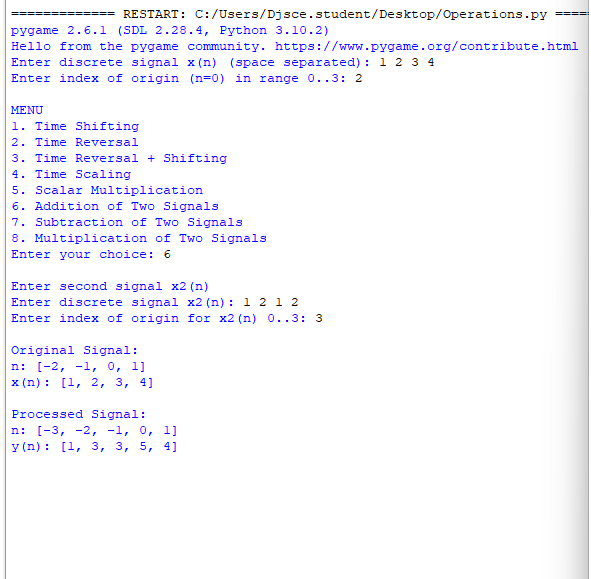 ============= RESTART: C:/Users/Djsce.student/Desktop/Operations.py ====
pygame 2.6.1 (SDL 2.28.4, Python 3.10.2)
Hello from the pygame community. https://www.pygame.org/contribute.html
Enter discrete signal x(n) (space separated): 1 2 3 4
Enter index of origin (n=0) in range 0..3: 2
MENU
1. Time Shifting
2. Time Reversal
3. Time Reversal + Shifting
4. Time Scaling
5. Scalar Multiplication
6. Addition of Two Signals
7. Subtraction of Two Signals
8. Multiplication of Two Signals
Enter your choice: 6
Enter second signal x2(n)
Enter discrete signal x2(n): 1 2 1 2
Enter index of origin for x2(n) 0..3: 3
Original Signal:
n: [-2, -1, 0, 1]
x(n): [1, 2, 3, 4]
Processed Signal:
n: [-3, -2, -1, 0, 1]
y(n): [1, 3, 3, 5, 4]